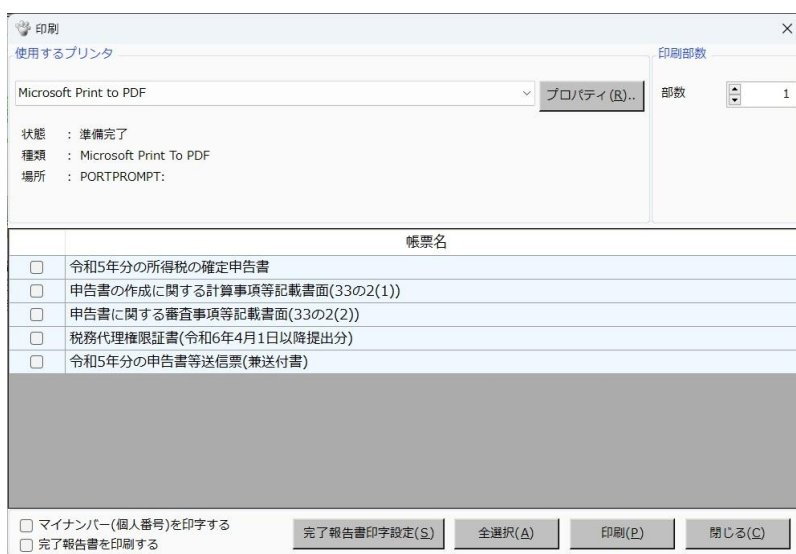 印刷
使用するプリンタ
印刷部数
Microsoft Print to PDF
プロパティ(R)..
部数
1
状態 : 準備完了
種類 : Microsoft Print To PDF
場所 : PORTPROMPT:
帳票名
令和5年分の所得税の確定申告書
申告書の作成に関する計算事項等記載書面(33の2(1))
申告書に関する審査事項等記載書面(33の2(2))
税務代理権限証書(令和6年4月1日以降提出分)
令和5年分の申告書等送信票(兼送付書)
マイナンバー(個人番号)を印字する
完了報告書を印刷する
完了報告書印字設定(S)
全選択(A)
印刷(P)
閉じる(C)